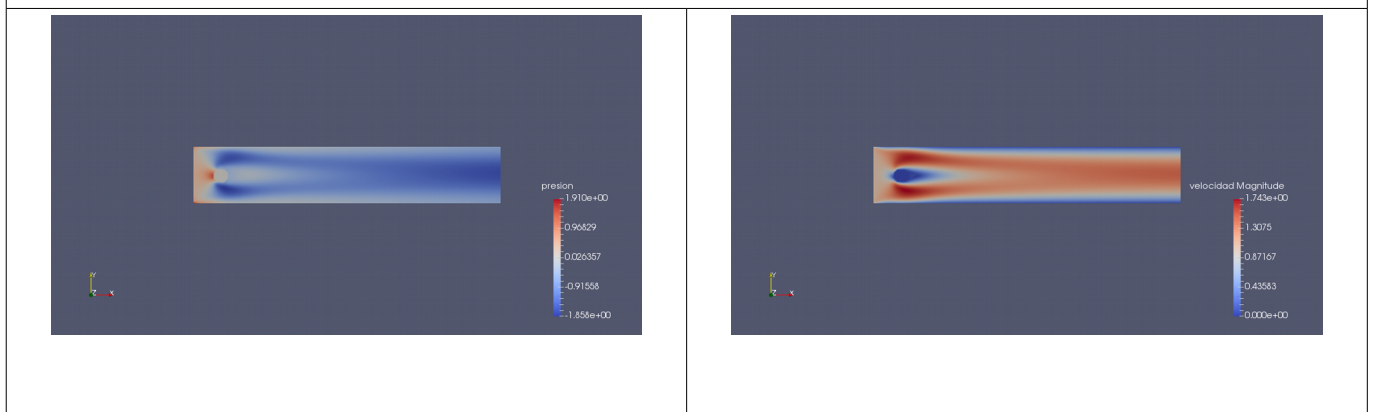 presion
1.910e+00
0.96829
0.026357
-0.91558
-1.858e+00
Y
Z
X
velocidad Magnitude
1.743e+00
1.3075
0.87167
0.43583
0.000e+00
Y
Z
X